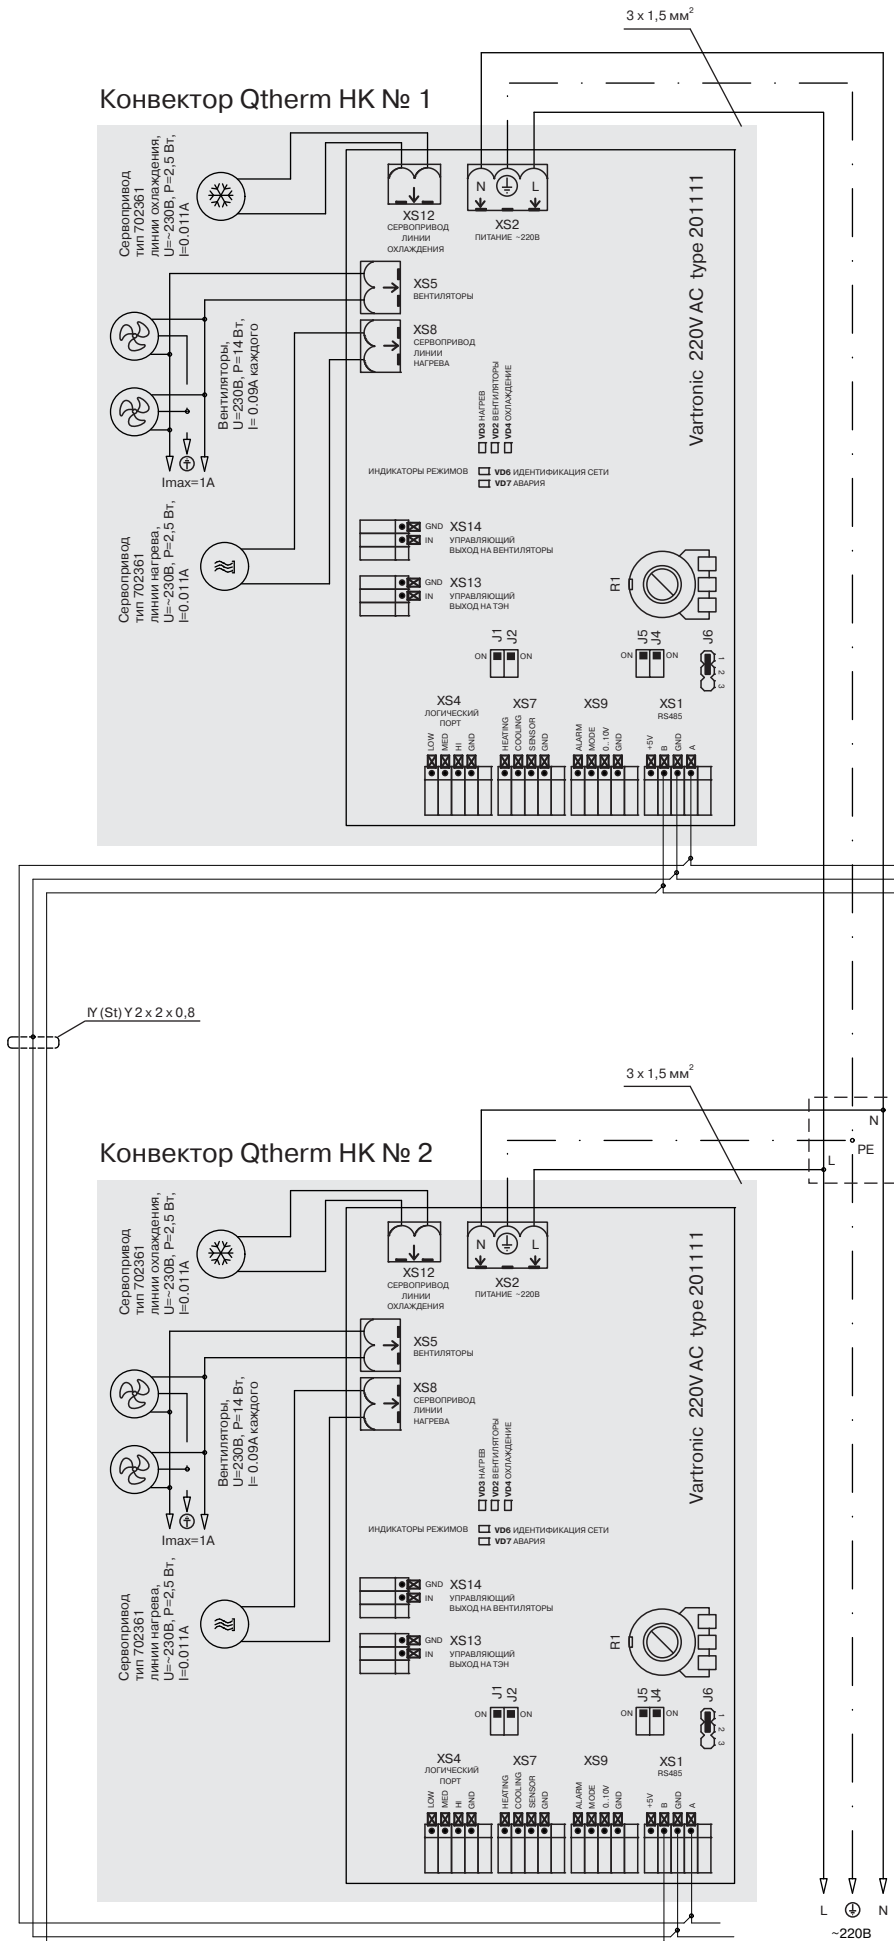 3 x 1,5 мм²
Конвектор Qtherm НК № 1
Сервопривод
тип 702361
линии охлаждения,
U=~230В, P=2,5 Вт,
I=0.011А
XS12
СЕРВОПРИВОД
ЛИНИИ
ОХЛАЖДЕНИЯ
N
L
XS2
ПИТАНИЕ ~220В
Vartronic 220V AC type 201111
XS5
ВЕНТИЛЯТОРЫ
XS8
СЕРВОПРИВОД
ЛИНИИ
НАГРЕВА
Вентиляторы,
U=230В, P=14 Вт,
I= 0.09А каждого
Imax=1A
VD3 НАГРЕВ
VD2 ВЕНТИЛЯТОРЫ
VD4 ОХЛАЖДЕНИЕ
ИНДИКАТОРЫ РЕЖИМОВ
VD6 ИДЕНТИФИКАЦИЯ СЕТИ
VD7 АВАРИЯ
Сервопривод
тип 702361
линии нагрева,
U=~230В, P=2,5 Вт,
I=0.011А
GND XS14
IN УПРАВЛЯЮЩИЙ
ВЫХОД НА ВЕНТИЛЯТОРЫ
GND XS13
IN УПРАВЛЯЮЩИЙ
ВЫХОД НА ТЭН
R1
J1
J2
ON
ON
J5
J4
ON
ON
J6
1
2
3
XS4
ЛОГИЧЕСКИЙ
ПОРТ
XS7
XS9
XS1
RS485
LOW
MED
HI
GND
HEATING
COOLING
SENSOR
GND
ALARM
MODE
0...10V
GND
+5V
B
GND
A
IY (St) Y 2 x 2 x 0,8
3 x 1,5 мм²
N
PE
L
Конвектор Qtherm НК № 2
Сервопривод
тип 702361
линии охлаждения,
U=~230В, P=2,5 Вт,
I=0.011А
XS12
СЕРВОПРИВОД
ЛИНИИ
ОХЛАЖДЕНИЯ
N
L
XS2
ПИТАНИЕ ~220В
Vartronic 220V AC type 201111
XS5
ВЕНТИЛЯТОРЫ
XS8
СЕРВОПРИВОД
ЛИНИИ
НАГРЕВА
Вентиляторы,
U=230В, P=14 Вт,
I= 0.09А каждого
Imax=1A
VD3 НАГРЕВ
VD2 ВЕНТИЛЯТОРЫ
VD4 ОХЛАЖДЕНИЕ
ИНДИКАТОРЫ РЕЖИМОВ
VD6 ИДЕНТИФИКАЦИЯ СЕТИ
VD7 АВАРИЯ
Сервопривод
тип 702361
линии нагрева,
U=~230В, P=2,5 Вт,
I=0.011А
GND XS14
IN УПРАВЛЯЮЩИЙ
ВЫХОД НА ВЕНТИЛЯТОРЫ
GND XS13
IN УПРАВЛЯЮЩИЙ
ВЫХОД НА ТЭН
R1
J1
J2
ON
ON
J5
J4
ON
ON
J6
1
2
3
XS4
ЛОГИЧЕСКИЙ
ПОРТ
XS7
XS9
XS1
RS485
LOW
MED
HI
GND
HEATING
COOLING
SENSOR
GND
ALARM
MODE
0...10V
GND
+5V
B
GND
A
L
N
~220В